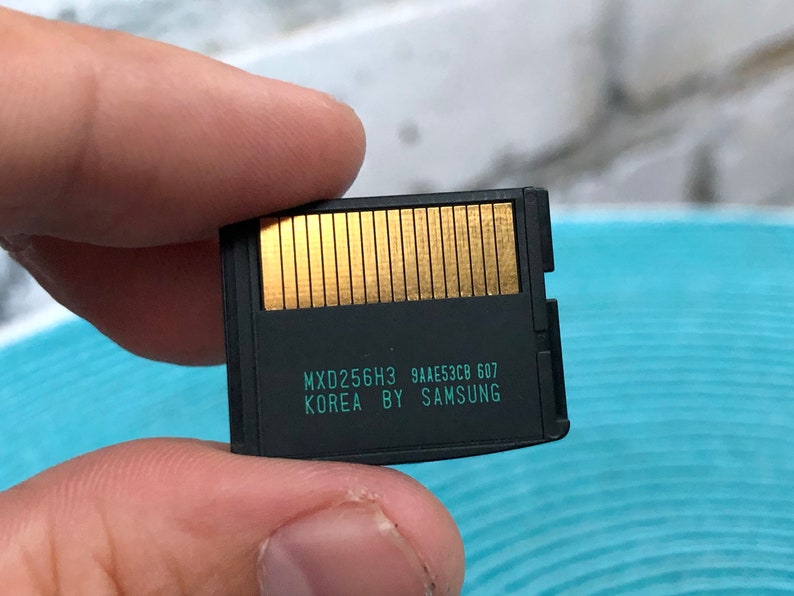 MXD256H3 9AAE53CB 607
KOREA BY SAMSUNG